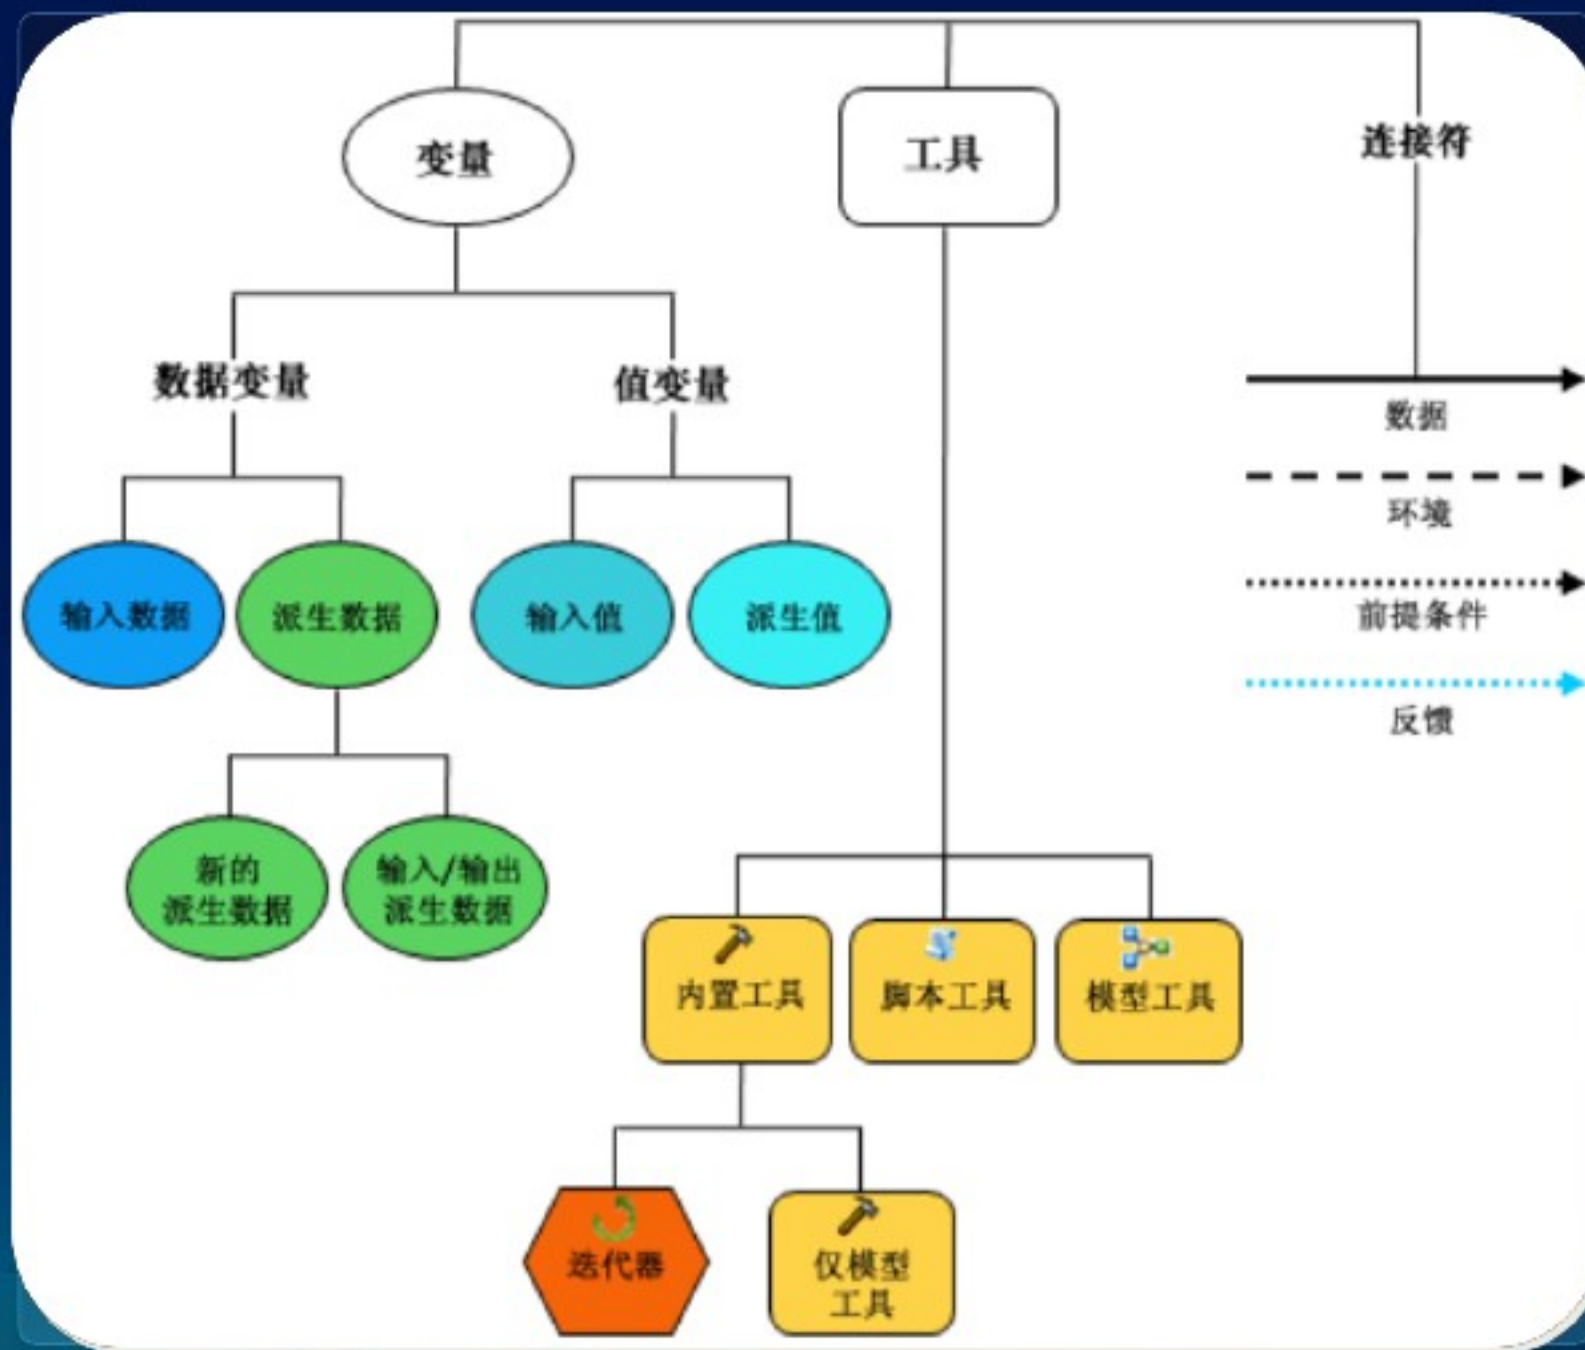 变量
工具
连接符
数据变量
值变量
数据
环境
前提条件
反馈
输入数据
派生数据
输入值
派生值
新的
派生数据
输入/输出
派生数据
内置工具
脚本工具
模型工具
迭代器
仅模型
工具